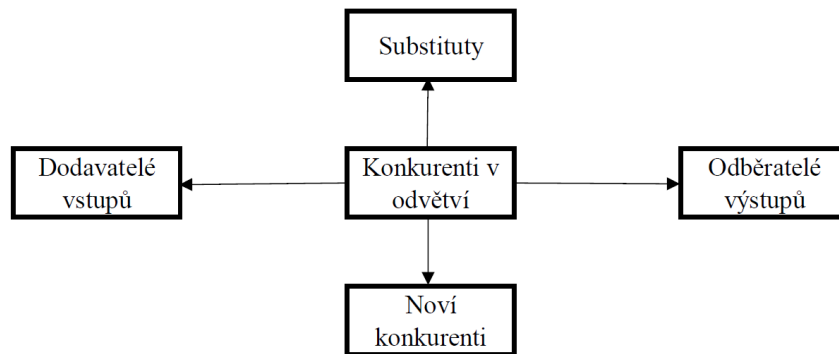 Substituty
Dodavatelé
vstupů
Konkurenti v
odvětví
Odběratelé
výstupů
Noví
konkurenti